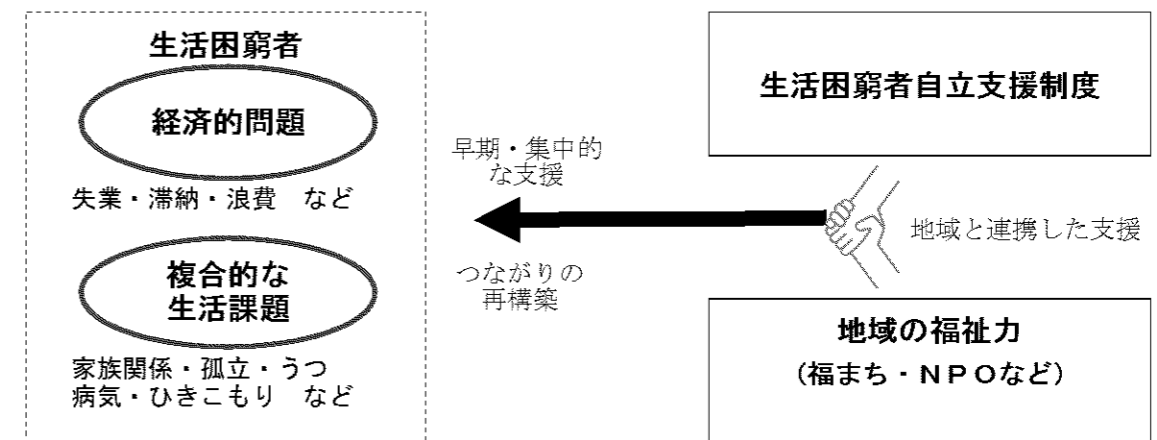 生活困窮者
経済的問題
失業・滞納・浪費　など
複合的な
生活課題
家族関係・孤立・うつ
病気・ひきこもり　など
早期・集中的
な支援
つながりの
再構築
生活困窮者自立支援制度
地域と連携した支援
地域の福祉力
（福まち・ＮＰＯなど）